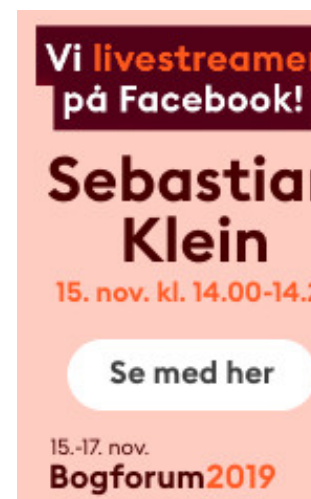 Vi livestreamer
på Facebook!
Sebastian
Klein
15. nov. kl. 14.00-14.2
Se med her
15.-17. nov.
Bogforum2019